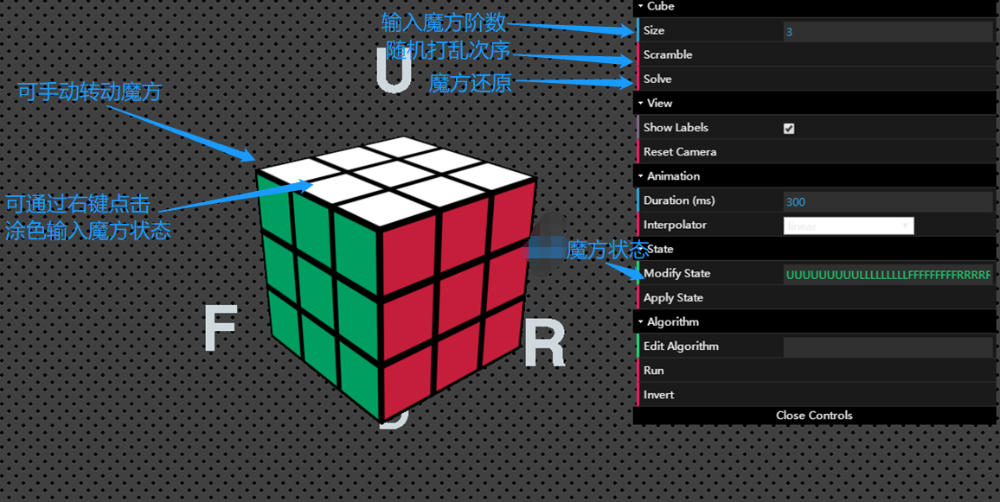 输入魔方阶数
随机打乱次序
魔方还原
U
可手动转动魔方
可通过右键点击
涂色输入魔方状态
魔方状态
F
R
D
Cube
Size 3
Scramble
Solve
View
Show Labels
Reset Camera
Animation
Duration (ms) 300
Interpolator linear
State
Modify State UUUUUUUUULLLLLLLLLFFFFFFFFFRRRR
Apply State
Algorithm
Edit Algorithm
Run
Invert
Close Controls